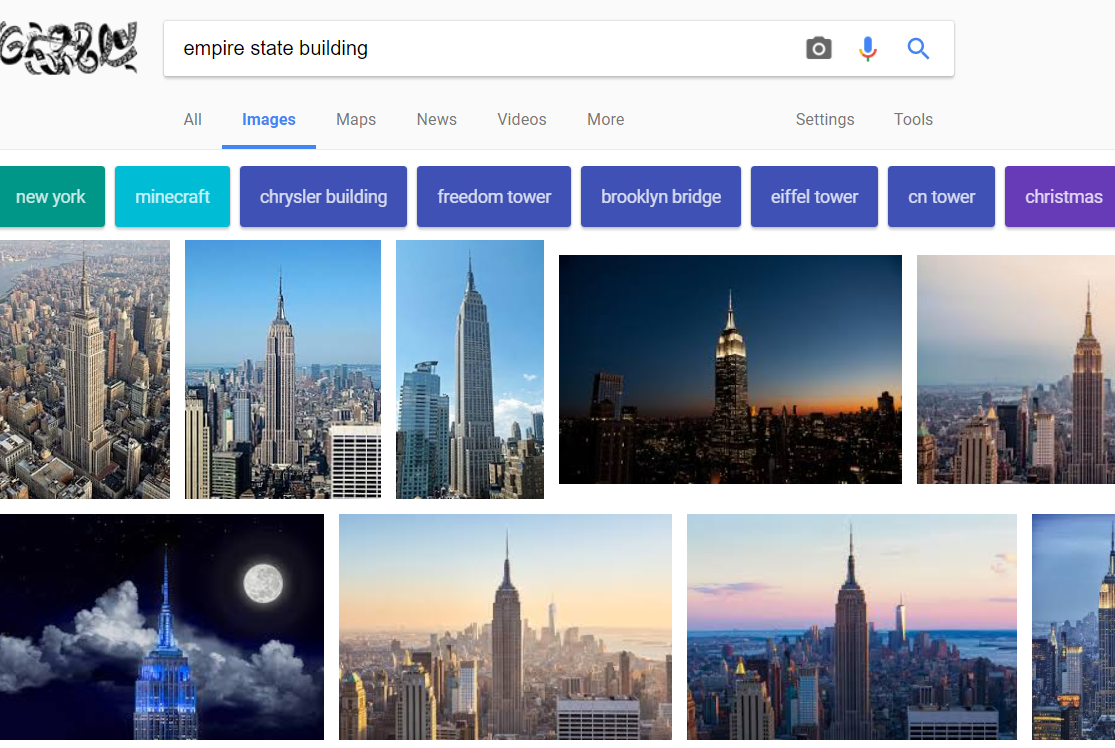 empire state building
All Images Maps News Videos More Settings Tools
new york minecraft chrysler building freedom tower brooklyn bridge eiffel tower cn tower christmas